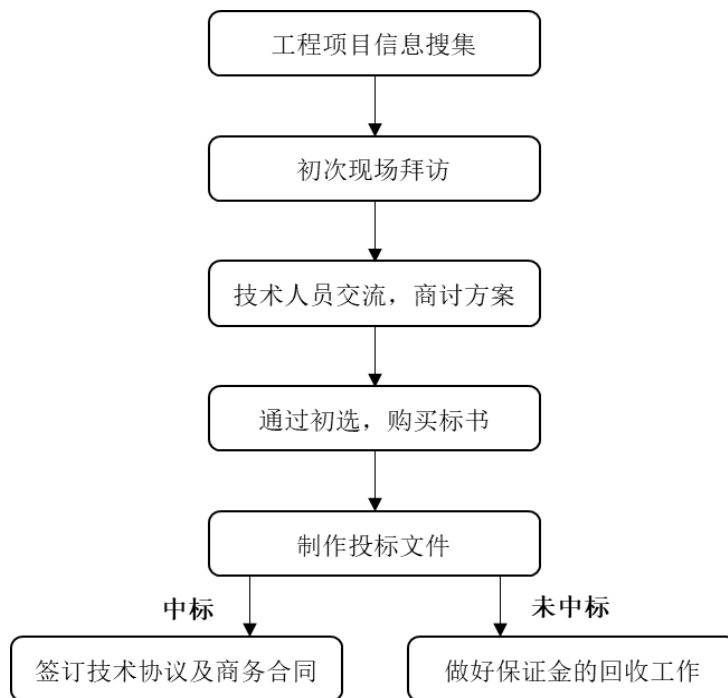 工程项目信息搜集
初次现场拜访
技术人员交流，商讨方案
通过初选，购买标书
制作投标文件
中标
未中标
签订技术协议及商务合同
做好保证金的回收工作